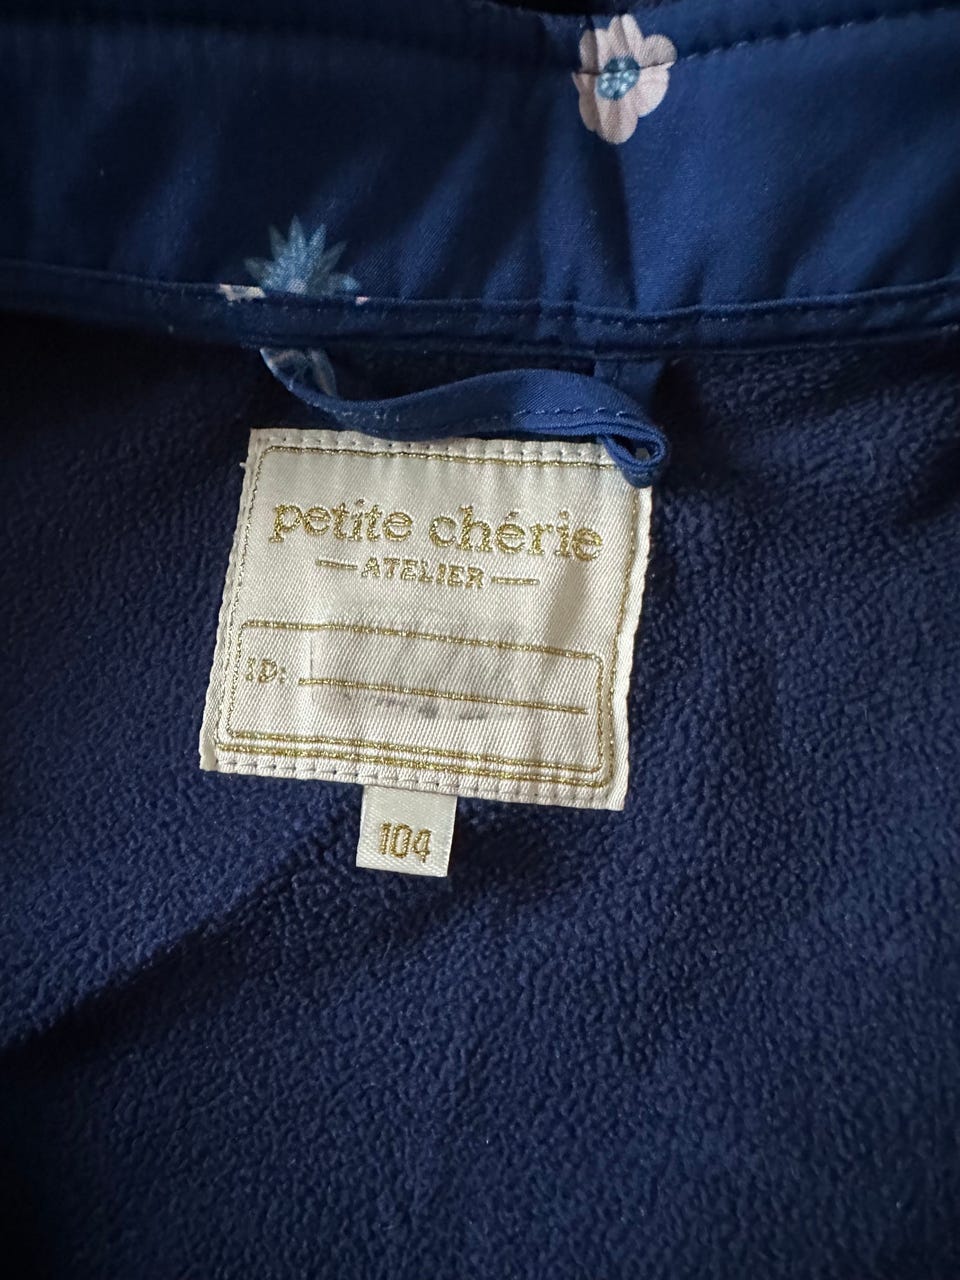 petite chérie
ATELIER
ID:
104